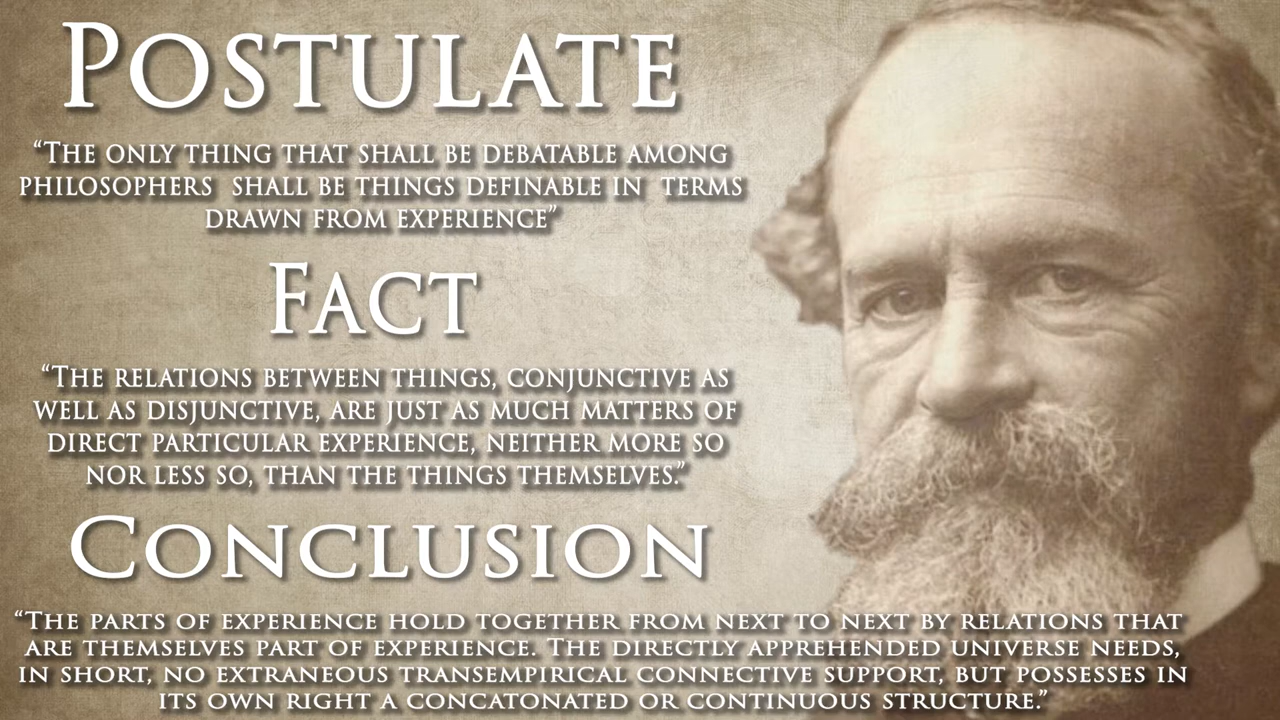 POSTULATE
“THE ONLY THING THAT SHALL BE DEBATABLE AMONG
PHILOSOPHERS SHALL BE THINGS DEFINABLE IN TERMS
DRAWN FROM EXPERIENCE”
FACT
“THE RELATIONS BETWEEN THINGS, CONJUNCTIVE AS
WELL AS DISJUNCTIVE, ARE JUST AS MUCH MATTERS OF
DIRECT PARTICULAR EXPERIENCE, NEITHER MORE SO
NOR LESS SO, THAN THE THINGS THEMSELVES.”
CONCLUSION
“THE PARTS OF EXPERIENCE HOLD TOGETHER FROM NEXT TO NEXT BY RELATIONS THAT
ARE THEMSELVES PART OF EXPERIENCE. THE DIRECTLY APPREHENDED UNIVERSE NEEDS,
IN SHORT, NO EXTRANEOUS TRANSEMPIRICAL CONNECTIVE SUPPORT, BUT POSSESSES IN
ITS OWN RIGHT A CONCATONATED OR CONTINUOUS STRUCTURE.”